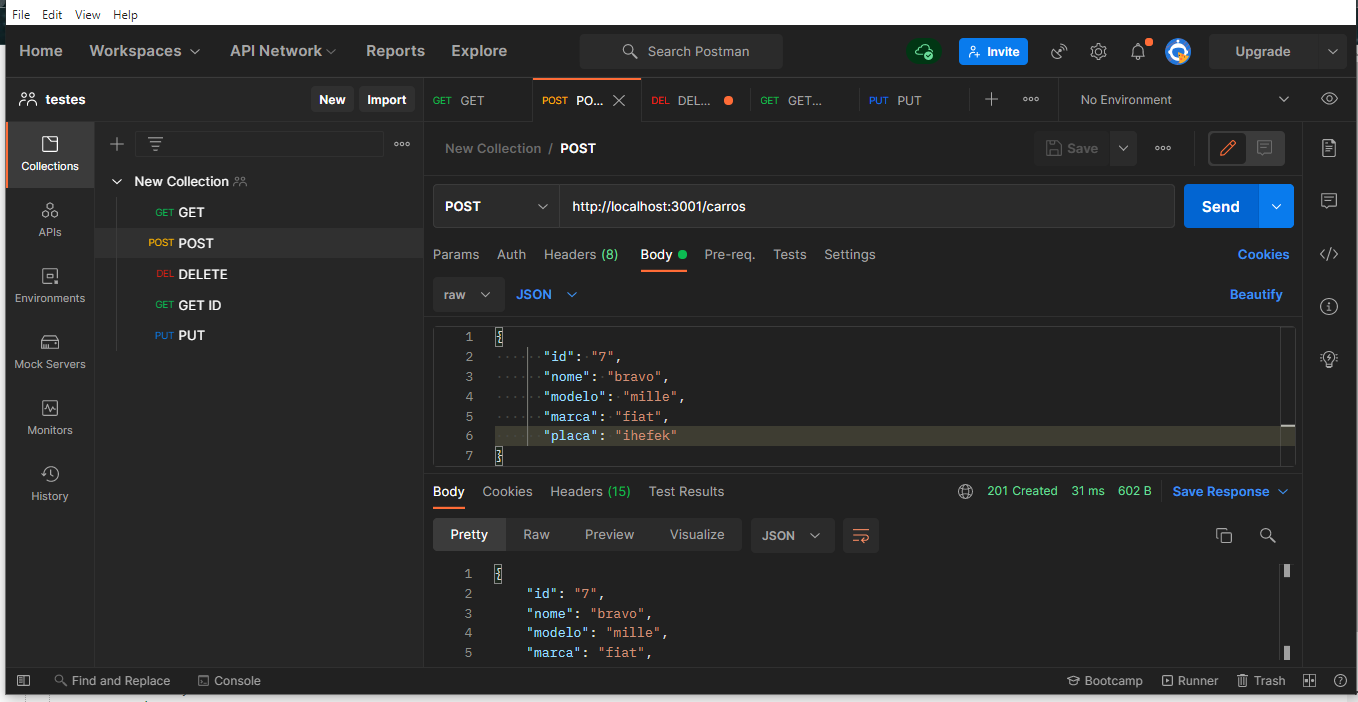 File Edit View Help
Home Workspaces API Network Reports Explore Search Postman Invite Upgrade
testes New Import GET GET POST PO... DEL DEL... GET GET... PUT PUT No Environment
Collections
APIs
Environments
Mock Servers
Monitors
History
New Collection
GET GET
POST POST
DEL DELETE
GET GET ID
PUT PUT
New Collection / POST Save
POST http://localhost:3001/carros Send
Params Auth Headers (8) Body Pre-req. Tests Settings Cookies
raw JSON Beautify
1 {
2 "id": "7",
3 "nome": "bravo",
4 "modelo": "mille",
5 "marca": "fiat",
6 "placa": "ihefek"
7 }
Body Cookies Headers (15) Test Results 201 Created 31 ms 602 B Save Response
Pretty Raw Preview Visualize JSON
1 {
2 "id": "7",
3 "nome": "bravo",
4 "modelo": "mille",
5 "marca": "fiat",
Find and Replace Console Bootcamp Runner Trash